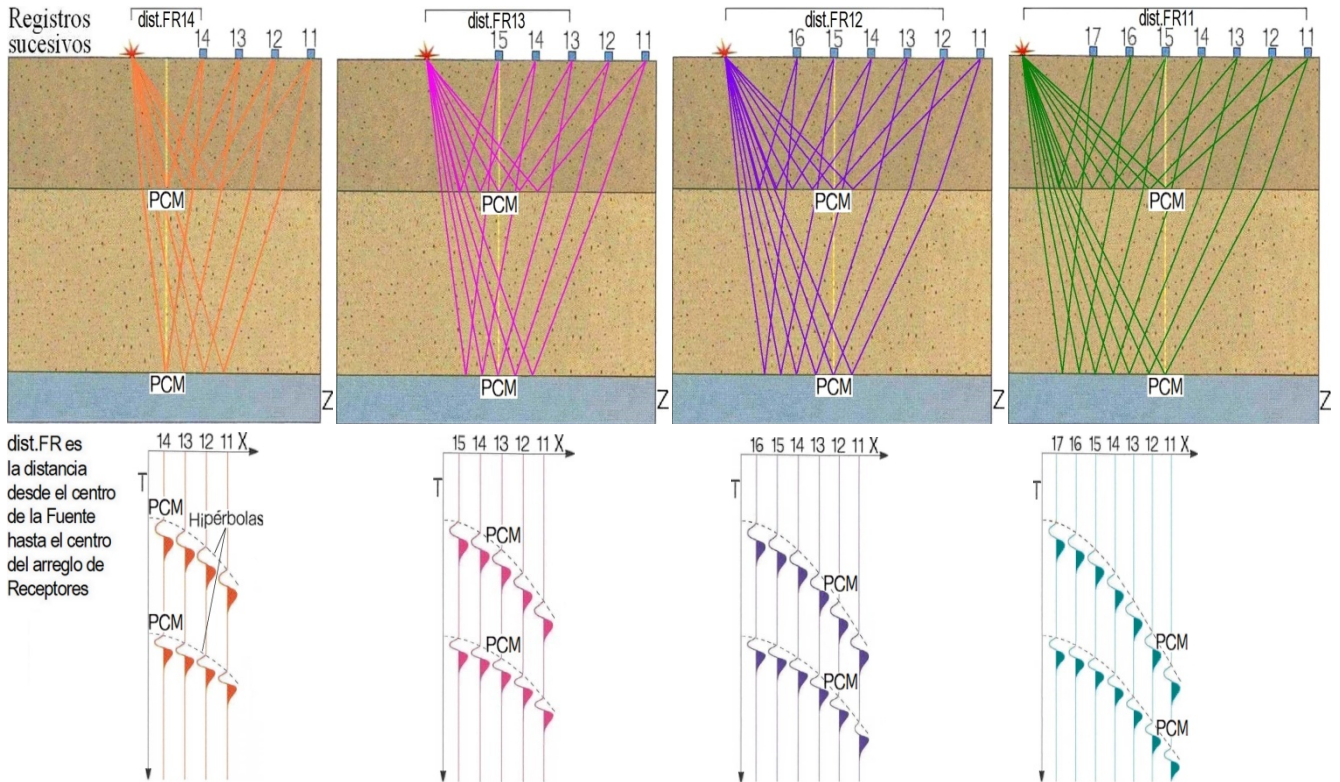 Registros
sucesivos
dist.FR14
14 13 12 11
dist.FR13
15 14 13 12 11
dist.FR12
16 15 14 13 12 11
dist.FR11
17 16 15 14 13 12 11
PCM
PCM
PCM
PCM
PCM
Z
PCM
Z
PCM
Z
PCM
Z
dist.FR es
la distancia
desde el centro
de la Fuente
hasta el centro
del arreglo de
Receptores
14 13 12 11 X
T
PCM
Hipérbolas
PCM
15 14 13 12 11 X
T
PCM
PCM
16 15 14 13 12 11 X
T
PCM
PCM
17 16 15 14 13 12 11 X
T
PCM
PCM